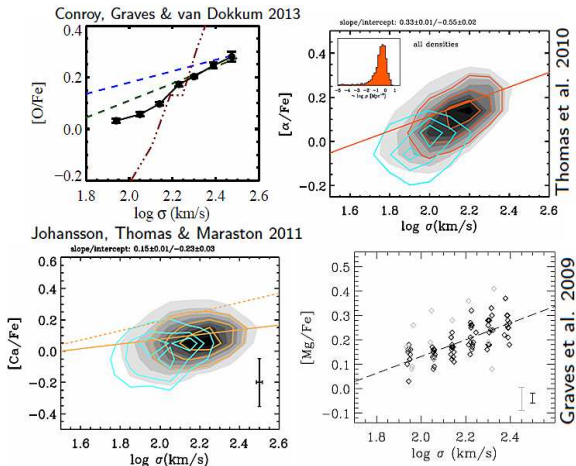 Conroy, Graves & van Dokkum 2013
[O/Fe]
0.4
0.2
0.0
-0.2
1.8 2.0 2.2 2.4 2.6
log σ (km/s)
slope/intercept: 0.33±0.01/-0.55±0.02
all densities
[α/Fe]
0.4
0.2
0.0
-0.2
1.6 1.8 2.0 2.2 2.4 2.6
log σ(km/s)
Thomas et al. 2010
Johansson, Thomas & Maraston 2011
slope/intercept: 0.15±0.01/-0.23±0.03
[Ca/Fe]
0.6
0.4
0.2
-0.0
-0.2
-0.4
1.6 1.8 2.0 2.2 2.4 2.6
log σ(km/s)
[Mg/Fe]
0.5
0.4
0.3
0.2
0.1
0.0
-0.1
1.8 2.0 2.2 2.4 2.6
log σ (km/s)
Graves et al. 2009